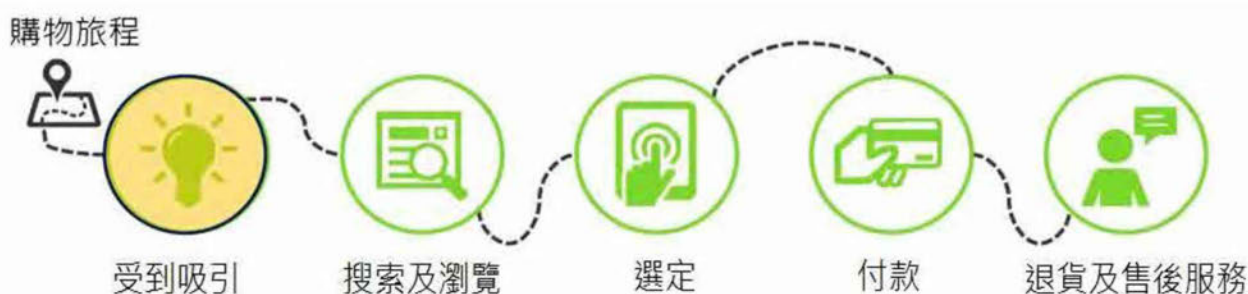 購物旅程
受到吸引
搜索及瀏覽
選定
付款
退貨及售後服務